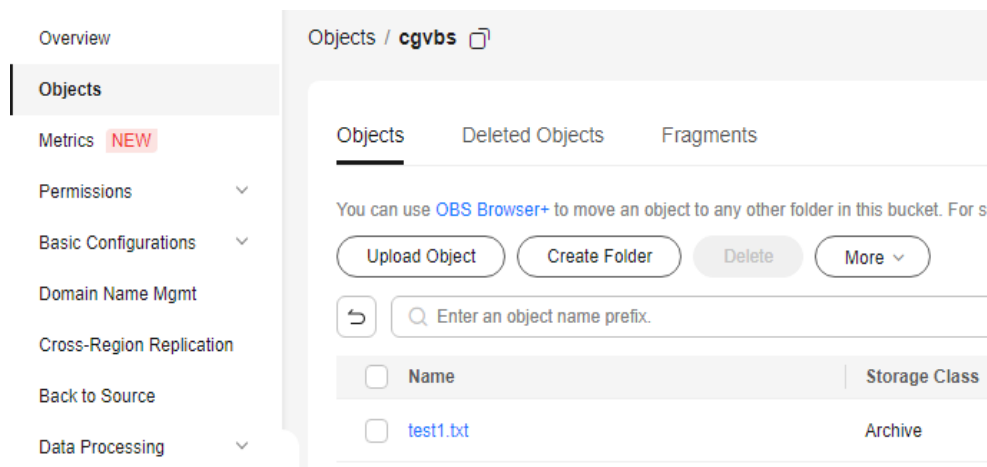 Overview
Objects
Metrics NEW
Permissions
Basic Configurations
Domain Name Mgmt
Cross-Region Replication
Back to Source
Data Processing
Objects / cgvbs
Objects Deleted Objects Fragments
You can use OBS Browser+ to move an object to any other folder in this bucket. For s
Upload Object Create Folder Delete More
Enter an object name prefix.
Name Storage Class
test1.txt Archive